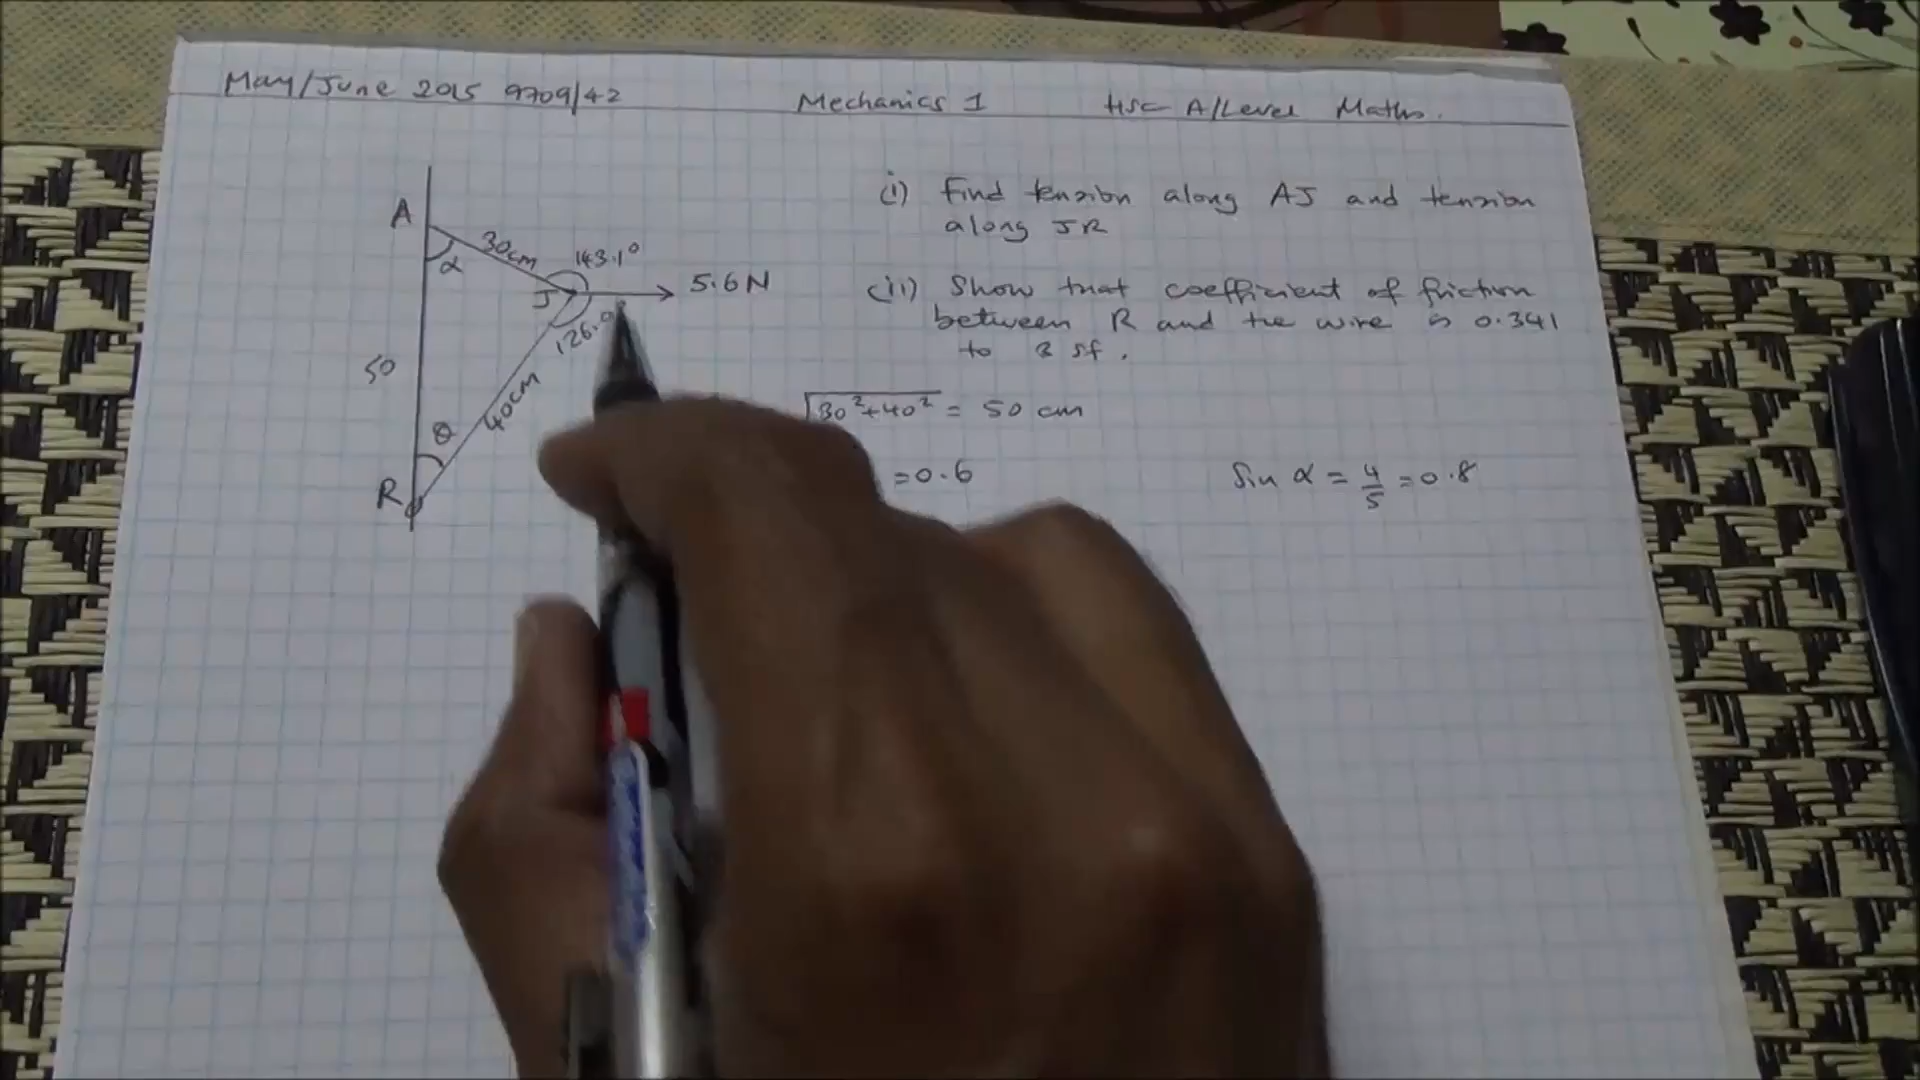 May/June 2015 9709/42 Mechanics 1 HSC A/Level Maths.
A
30cm
143.1°
α
J
5.6N
126.9
50
40cm
θ
R
(i) Find tension along AJ and tension
along JR
(ii) Show that coefficient of friction
between R and the wire is 0.341
to 3 sf.
√30²+40² = 50 cm
=0.6
Sin α = 4/5 = 0.8